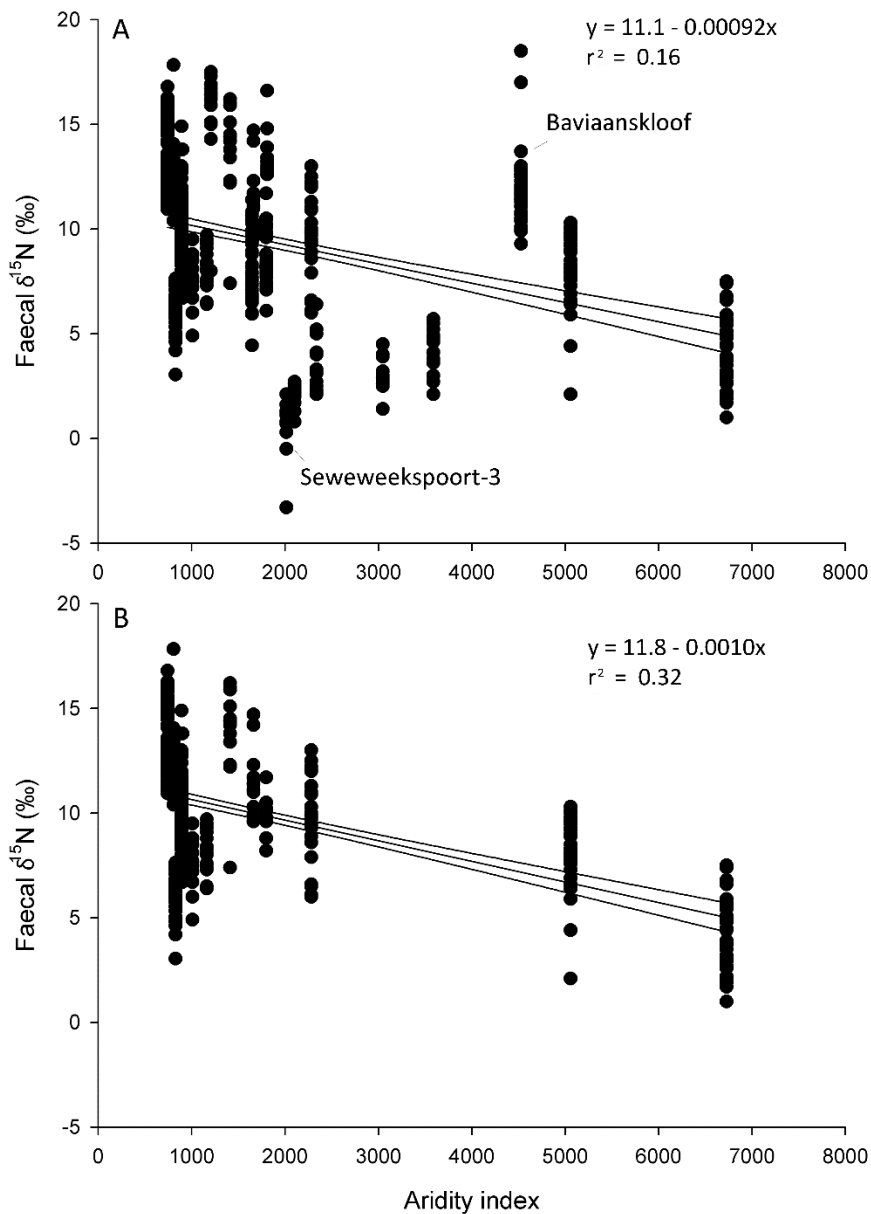 A
y = 11.1 - 0.00092x
r² = 0.16
20
15
10
5
0
-5
Faecal δ¹⁵N (‰)
Baviaanskloof
Seweweekspoort-3
0 1000 2000 3000 4000 5000 6000 7000 8000
B
y = 11.8 - 0.0010x
r² = 0.32
20
15
10
5
0
-5
Faecal δ¹⁵N (‰)
0 1000 2000 3000 4000 5000 6000 7000 8000
Aridity index